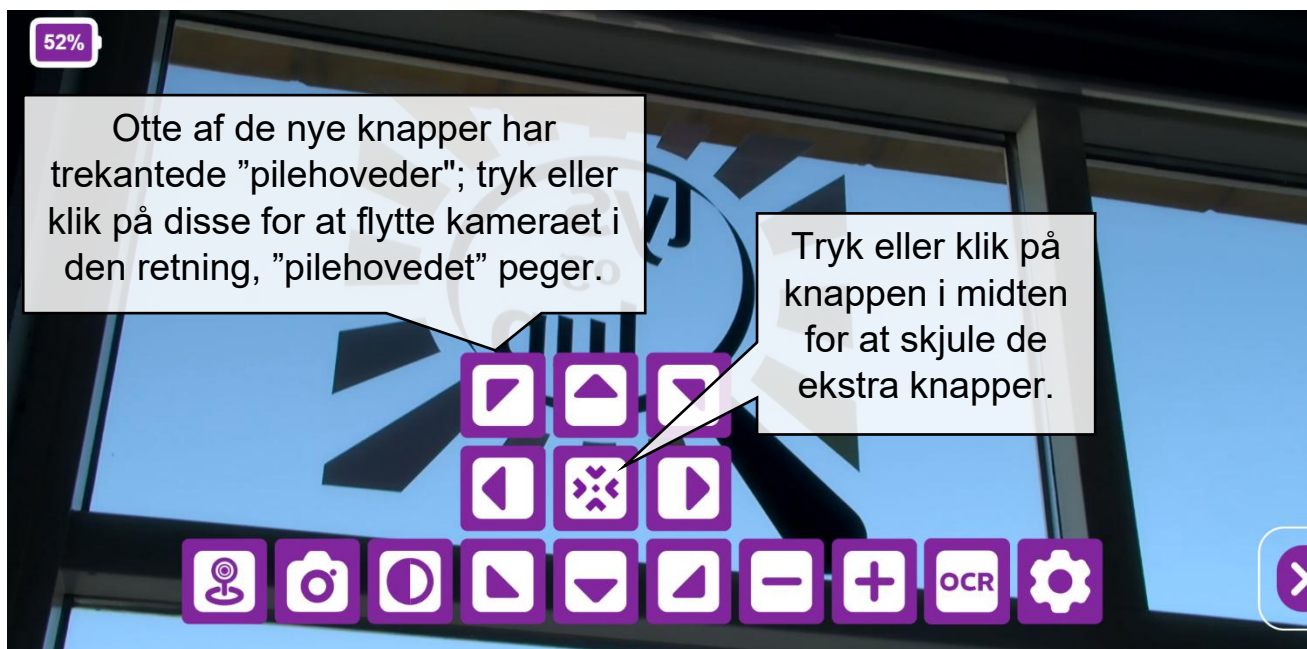 52%
Otte af de nye knapper har
trekantede ”pilehoveder"; tryk eller
klik på disse for at flytte kameraet i
den retning, ”pilehovedet” peger.
Tryk eller klik på
knappen i midten
for at skjule de
ekstra knapper.
OCR